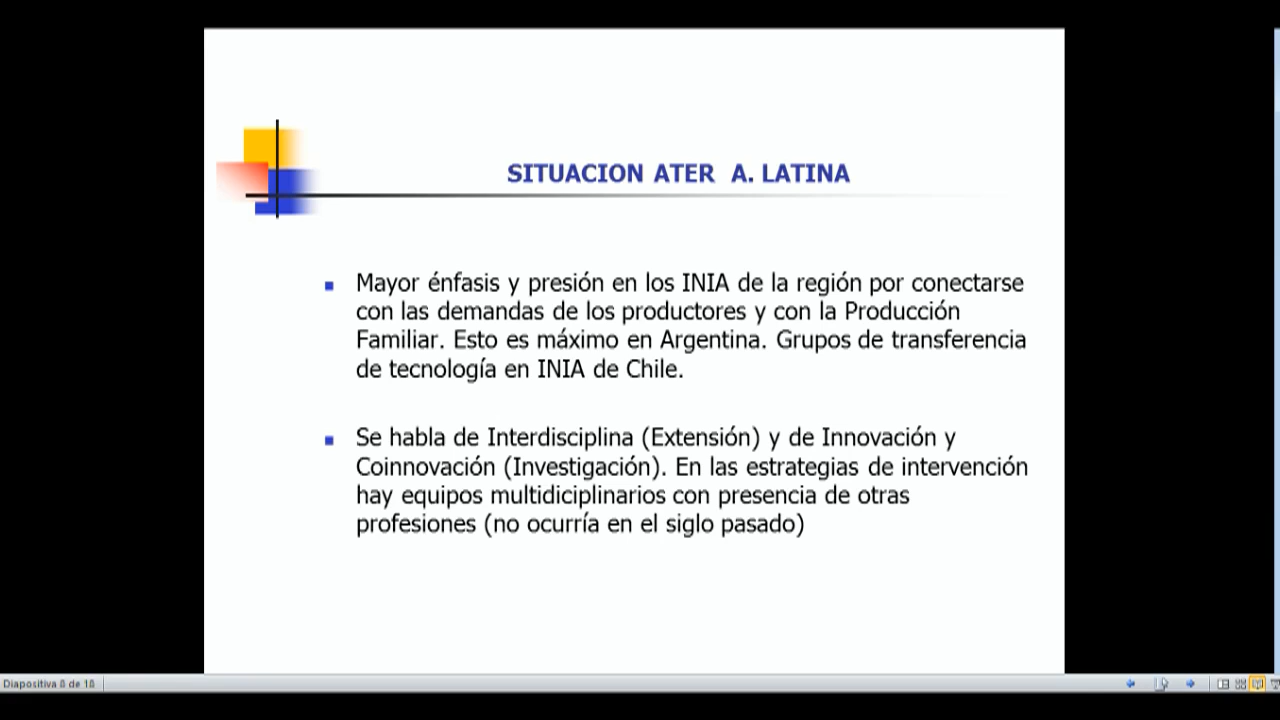 SITUACION ATER A. LATINA
Mayor énfasis y presión en los INIA de la región por conectarse
con las demandas de los productores y con la Producción
Familiar. Esto es máximo en Argentina. Grupos de transferencia
de tecnología en INIA de Chile.
Se habla de Interdisciplina (Extensión) y de Innovación y
Coinnovación (Investigación). En las estrategias de intervención
hay equipos multidiciplinarios con presencia de otras
profesiones (no ocurría en el siglo pasado)
Diapositiva 8 de 18